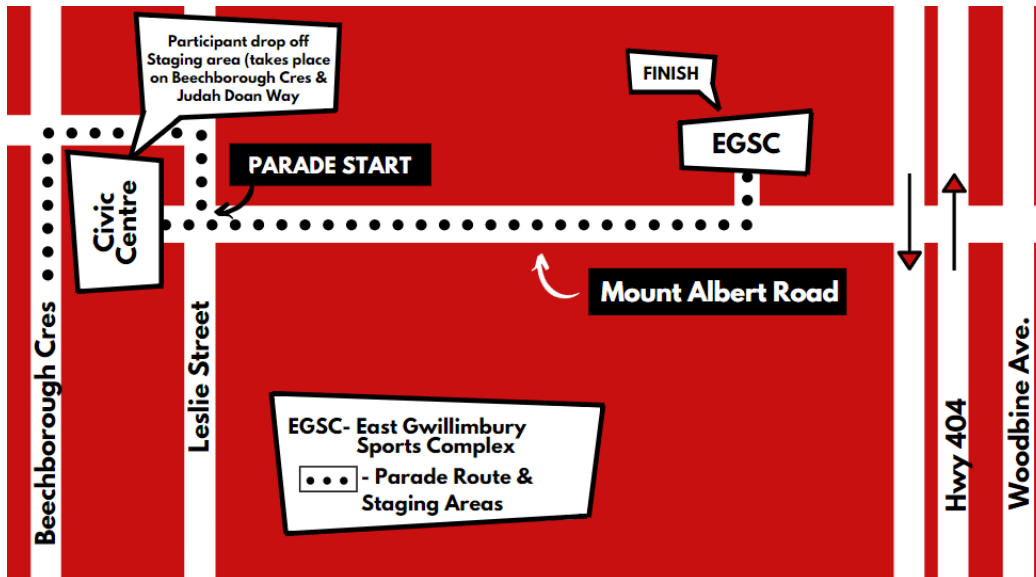 Participant drop off
Staging area (takes place
on Beechborough Cres &
Judah Doan Way
FINISH
EGSC
PARADE START
Civic
Centre
Mount Albert Road
Beechborough Cres
Leslie Street
Hwy 404
Woodbine Ave.
EGSC- East Gwillimbury
Sports Complex
- Parade Route &
Staging Areas